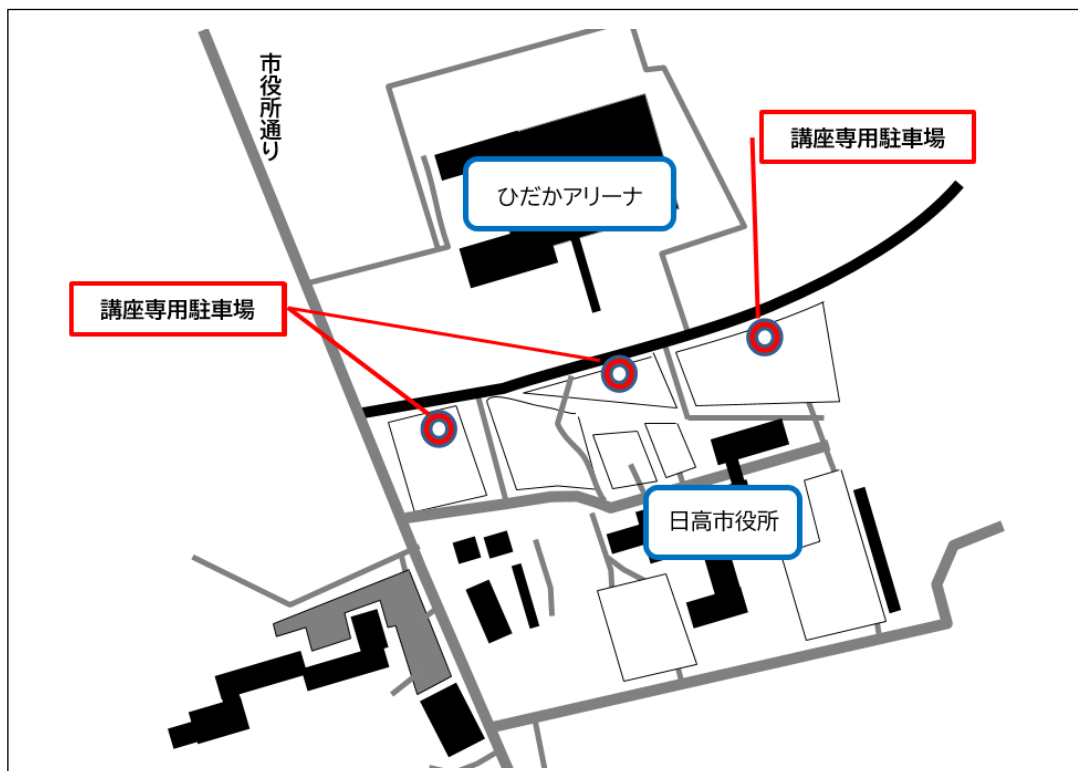 市役所通り
講座専用駐車場
ひだかアリーナ
講座専用駐車場
日高市役所